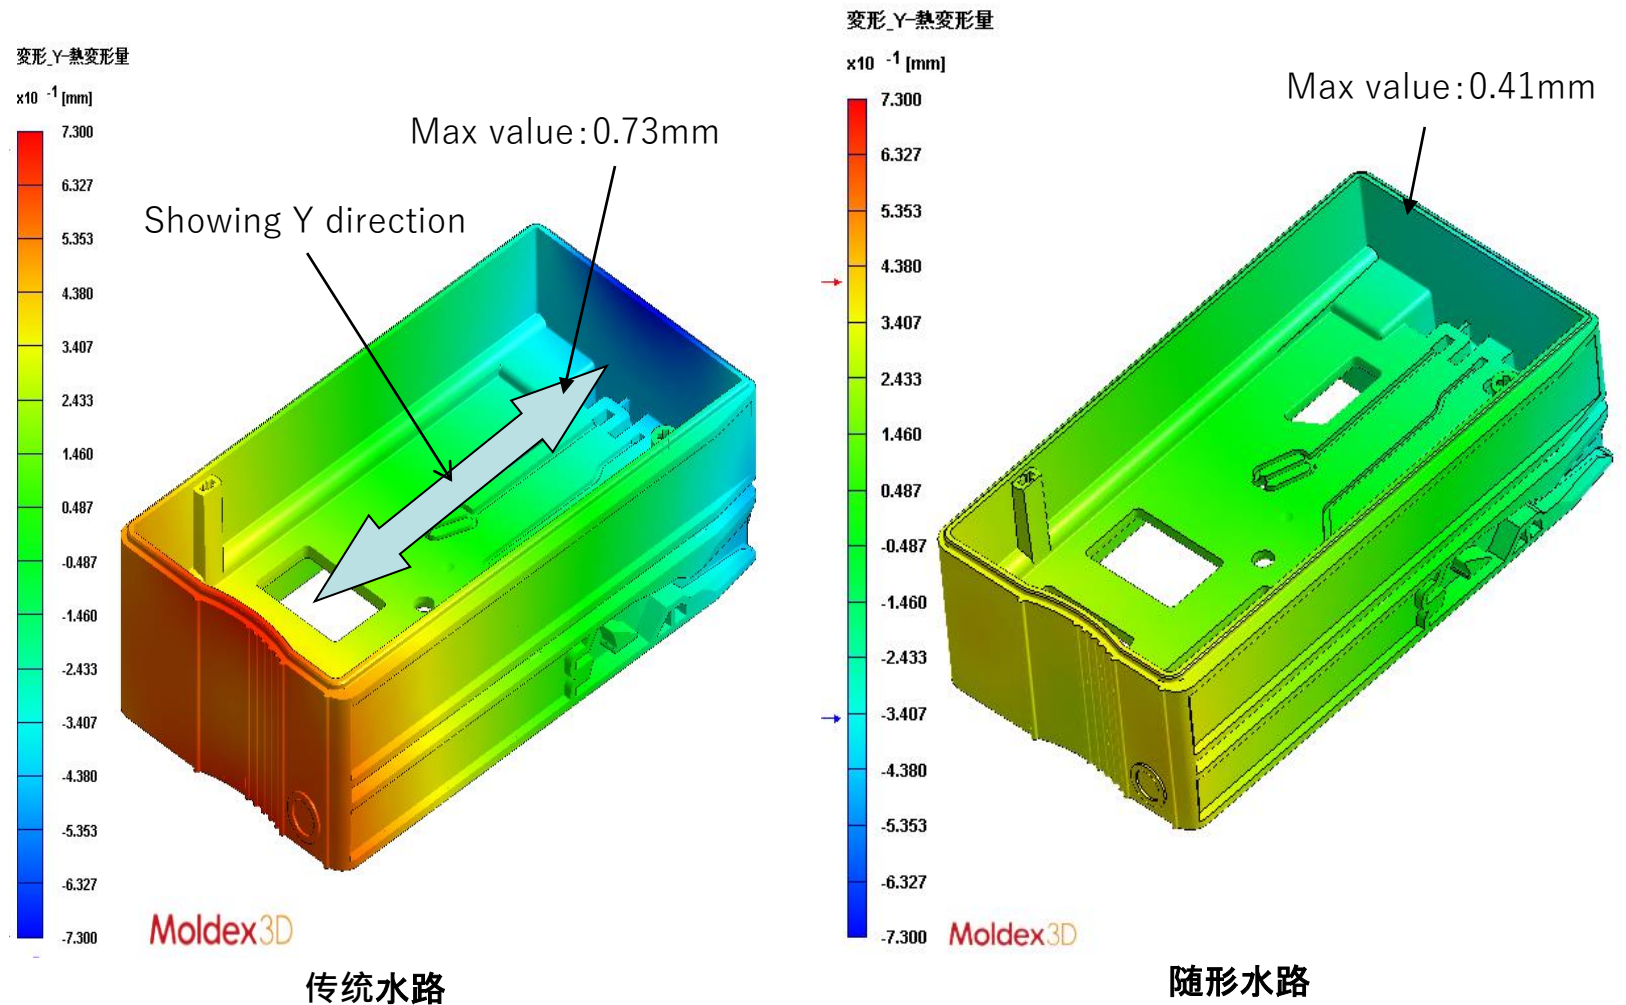 変形_Y-熱変形量
x10 -1 [mm]
7.300
6.327
5.353
4.380
3.407
2.433
1.460
0.487
-0.487
-1.460
-2.433
-3.407
-4.380
-5.353
-6.327
-7.300
Showing Y direction
Max value:0.73mm
Moldex3D
传统水路
変形_Y-熱変形量
x10 -1 [mm]
7.300
6.327
5.353
4.380
3.407
2.433
1.460
0.487
-0.487
-1.460
-2.433
-3.407
-4.380
-5.353
-6.327
-7.300
Max value:0.41mm
Moldex3D
随形水路